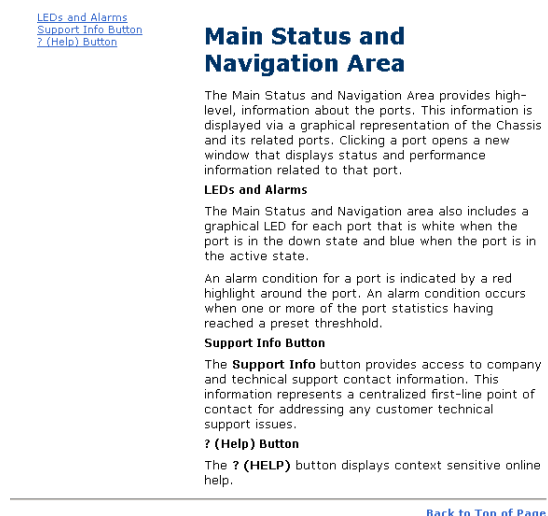 LEDs and Alarms
Support Info Button
? (Help) Button
Main Status and
Navigation Area
The Main Status and Navigation Area provides high-
level, information about the ports. This information is
displayed via a graphical representation of the Chassis
and its related ports. Clicking a port opens a new
window that displays status and performance
information related to that port.
LEDs and Alarms
The Main Status and Navigation area also includes a
graphical LED for each port that is white when the
port is in the down state and blue when the port is in
the active state.
An alarm condition for a port is indicated by a red
highlight around the port. An alarm condition occurs
when one or more of the port statistics having
reached a preset threshhold.
Support Info Button
The Support Info button provides access to company
and technical support contact information. This
information represents a centralized first-line point of
contact for addressing any customer technical
support issues.
? (Help) Button
The ? (HELP) button displays context sensitive online
help.
Back to Top of Page